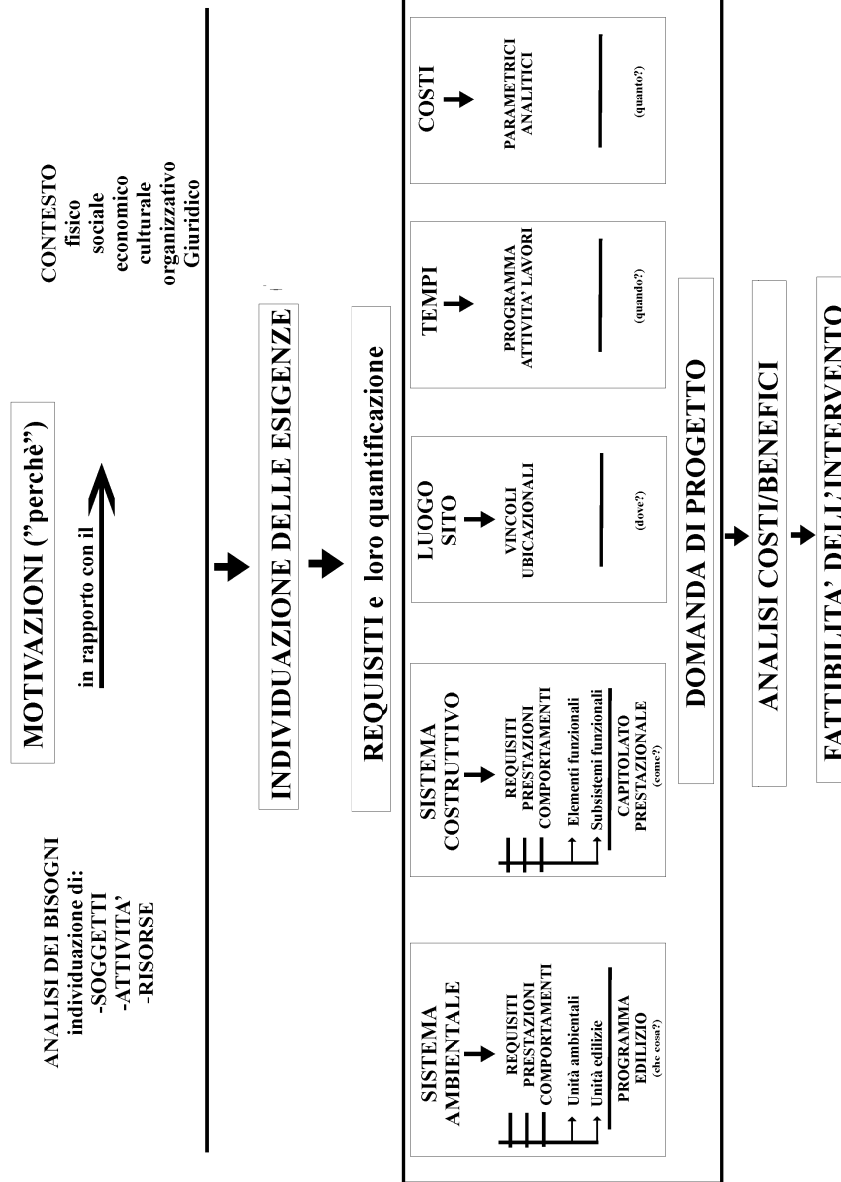 MOTIVAZIONI ("perchè")
ANALISI DEI BISOGNI
individuazione di:
-SOGGETTI
-ATTIVITA'
-RISORSE
in rapporto con il
CONTESTO
fisico
sociale
economico
culturale
organizzativo
Giuridico
INDIVIDUAZIONE DELLE ESIGENZE
REQUISITI e loro quantificazione
SISTEMA
AMBIENTALE
REQUISITI
PRESTAZIONI
COMPORTAMENTI
Unità ambientali
Unità edilizie
PROGRAMMA
EDILIZIO
(che cosa?)
SISTEMA
COSTRUTTIVO
REQUISITI
PRESTAZIONI
COMPORTAMENTI
Elementi funzionali
Subsistemi funzionali
CAPITOLATO
PRESTAZIONALE
(come?)
LUOGO
SITO
VINCOLI
UBICAZIONALI
(dove?)
TEMPI
PROGRAMMA
ATTIVITA' LAVORI
(quando?)
COSTI
PARAMETRICI
ANALITICI
(quanto?)
DOMANDA DI PROGETTO
ANALISI COSTI/BENEFICI
FATTIBILITA' DELL'INTERVENTO